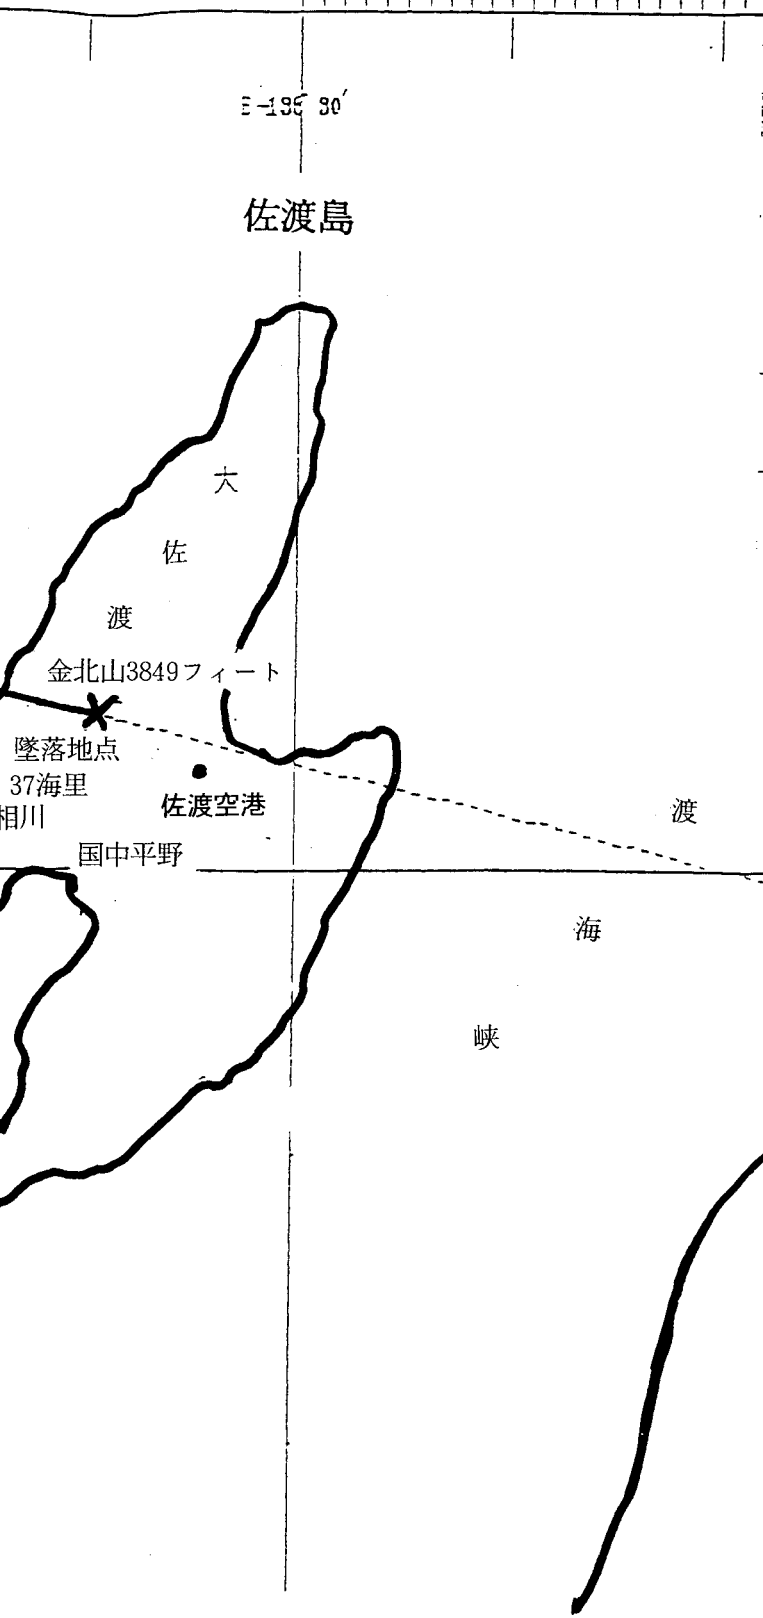 佐渡島
大
佐
渡
金北山3849フィート
墜落地点
37海里
相川
佐渡空港
国中平野
渡
海
峡